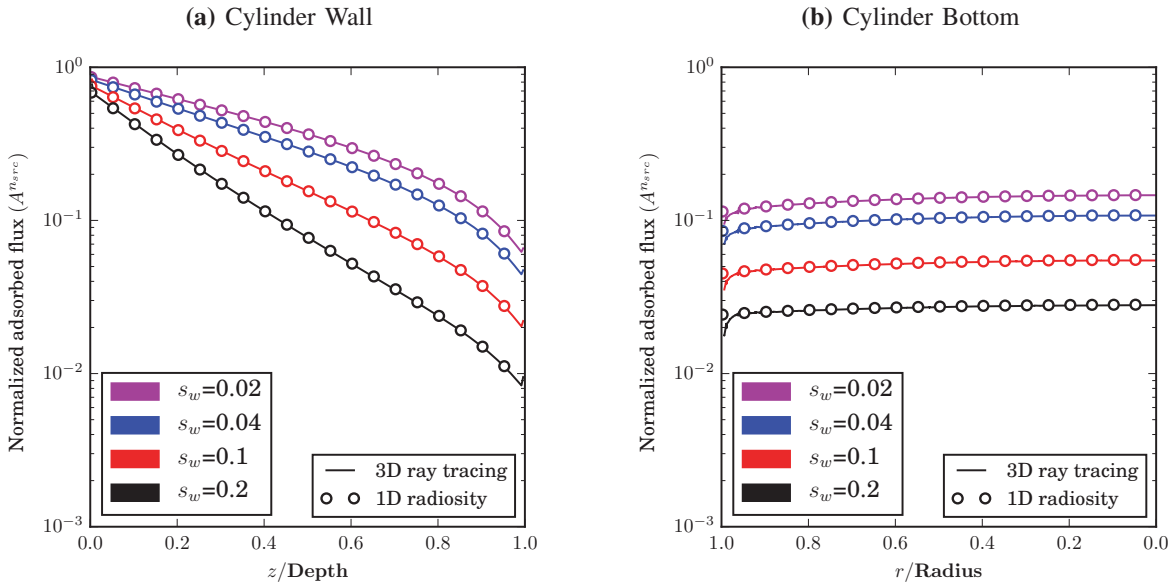 (a) Cylinder Wall
Normalized adsorbed flux (A^{n_{src}})
10^0
10^{-1}
10^{-2}
10^{-3}
s_w=0.02
s_w=0.04
s_w=0.1
s_w=0.2
3D ray tracing
1D radiosity
0.0 0.2 0.4 0.6 0.8 1.0
z/Depth
(b) Cylinder Bottom
Normalized adsorbed flux (A^{n_{src}})
10^0
10^{-1}
10^{-2}
10^{-3}
s_w=0.02
s_w=0.04
s_w=0.1
s_w=0.2
3D ray tracing
1D radiosity
1.0 0.8 0.6 0.4 0.2 0.0
r/Radius